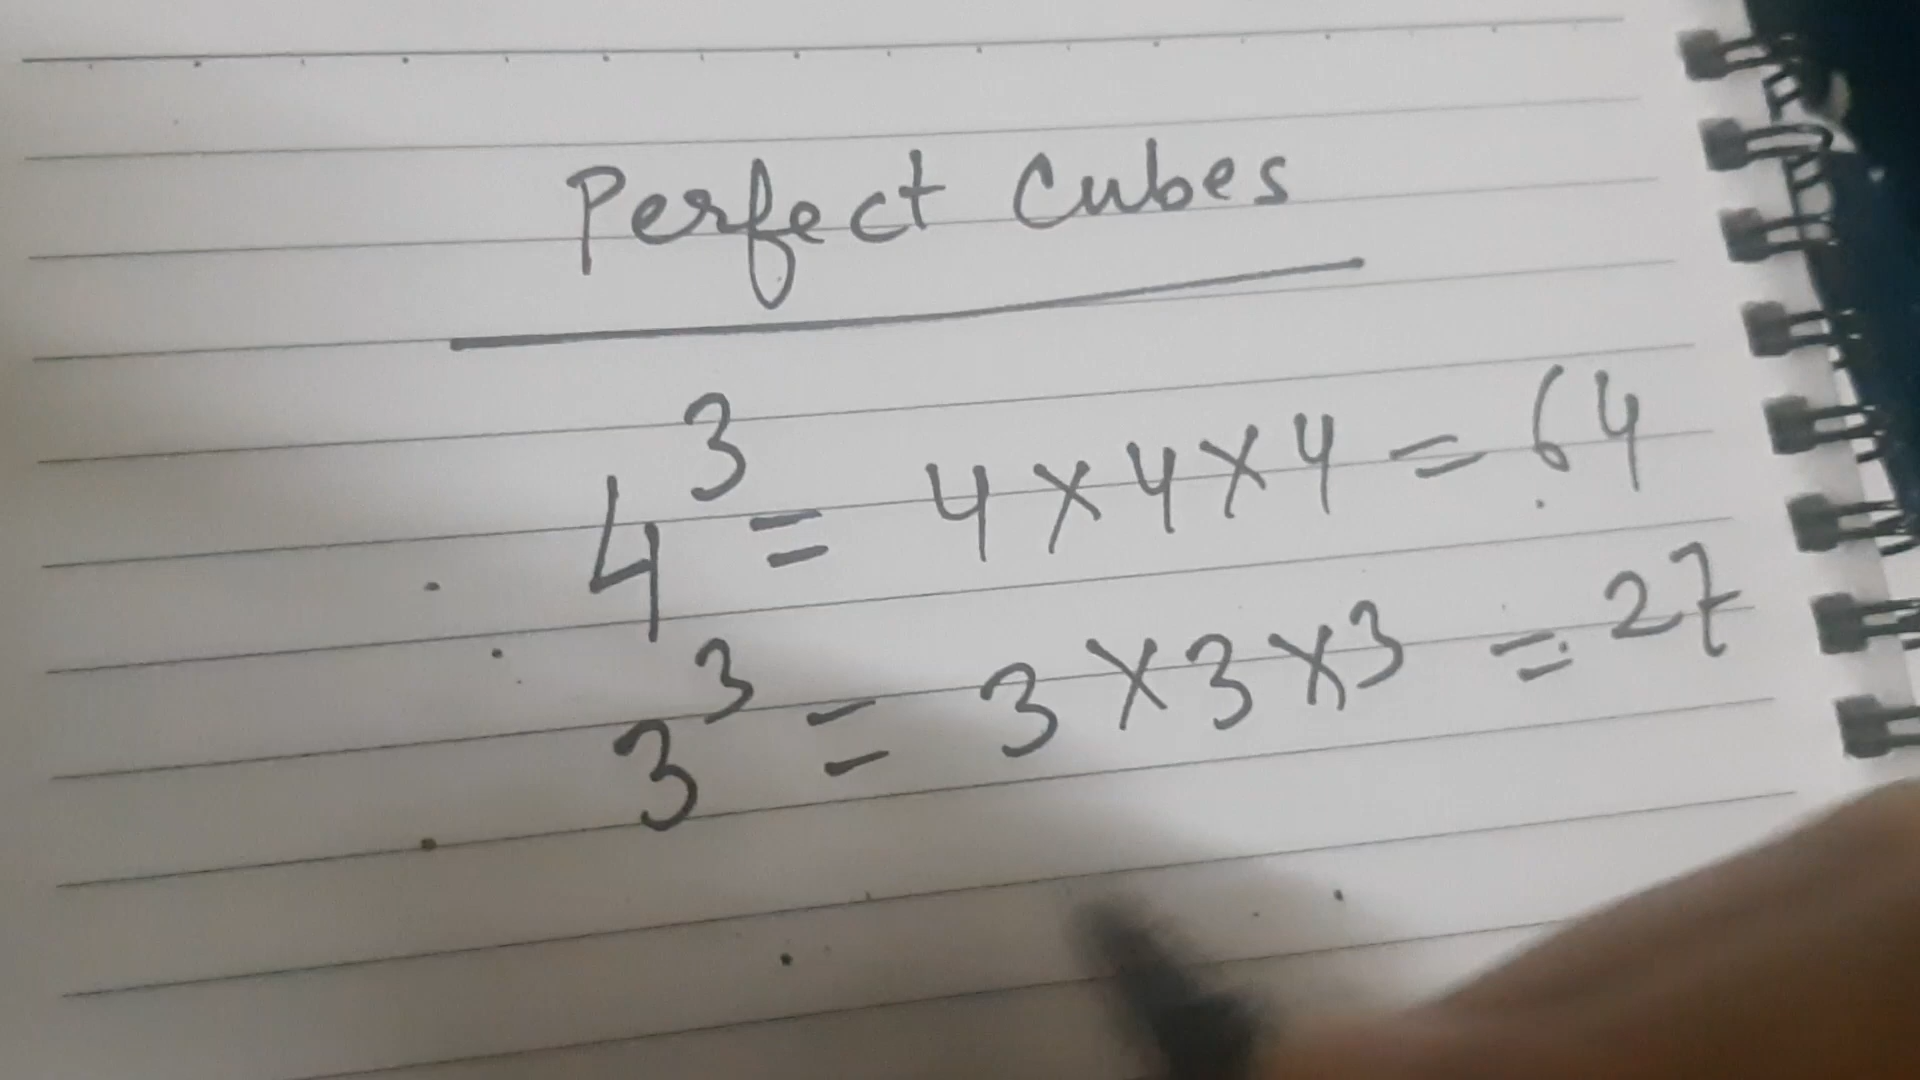 Perfect Cubes
4³ = 4 × 4 × 4 = 64
3³ = 3 × 3 × 3 = 27